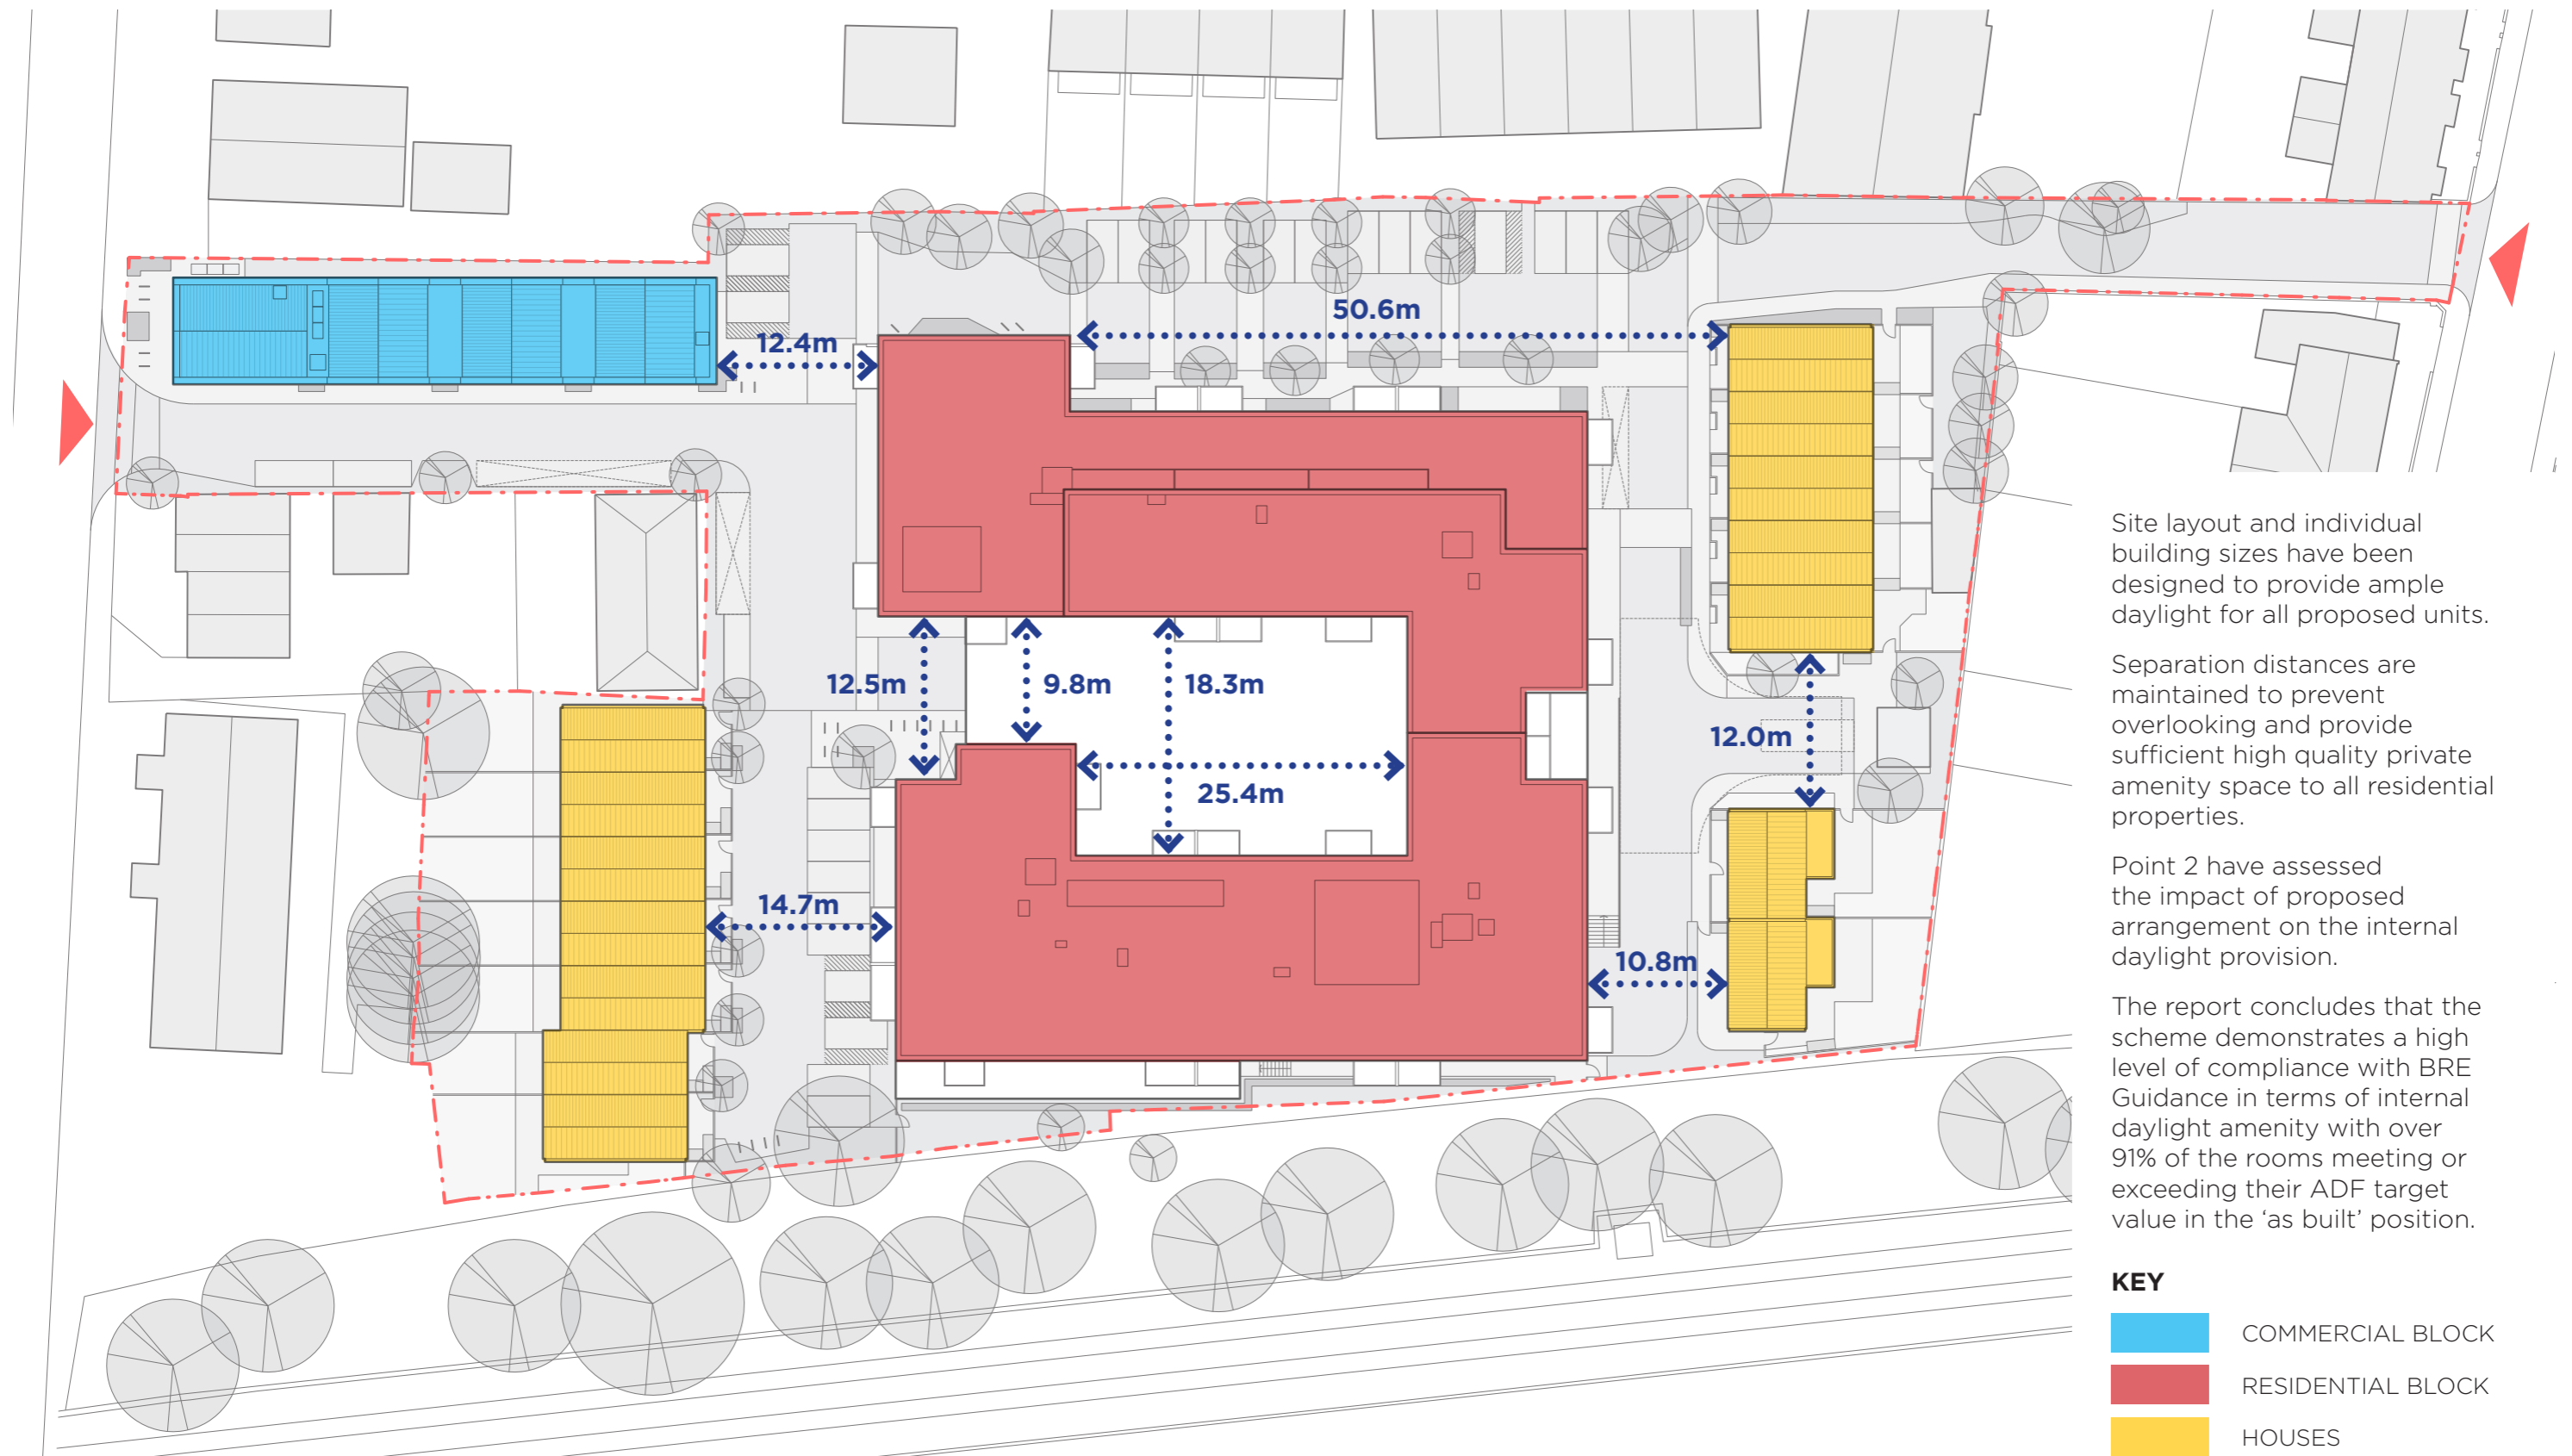 50.6m
12.4m
12.5m
9.8m
18.3m
12.0m
25.4m
14.7m
10.8m
Site layout and individual
building sizes have been
designed to provide ample
daylight for all proposed units.
Separation distances are
maintained to prevent
overlooking and provide
sufficient high quality private
amenity space to all residential
properties.
Point 2 have assessed
the impact of proposed
arrangement on the internal
daylight provision.
The report concludes that the
scheme demonstrates a high
level of compliance with BRE
Guidance in terms of internal
daylight amenity with over
91% of the rooms meeting or
exceeding their ADF target
value in the ‘as built’ position.
KEY
COMMERCIAL BLOCK
RESIDENTIAL BLOCK
HOUSES